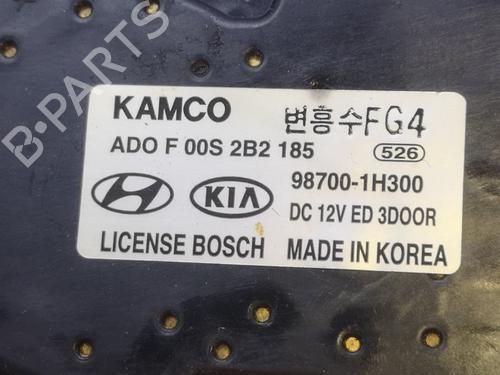 KAMCO 변흥수FG4
ADO F 00S 2B2 185 526
98700-1H300
KIA
DC 12V ED 3DOOR
LICENSE BOSCH MADE IN KOREA